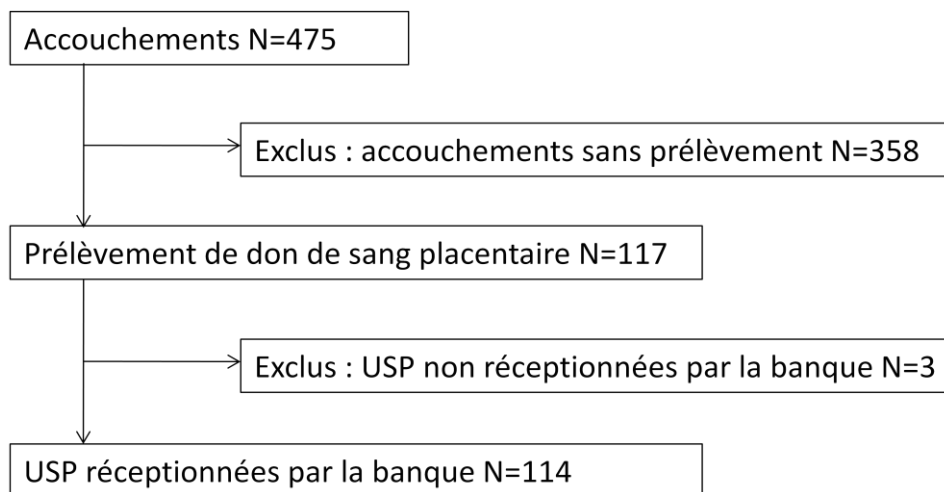 Accouchements N=475
Exclus : accouchements sans prélèvement N=358
Prélèvement de don de sang placentaire N=117
Exclus : USP non réceptionnées par la banque N=3
USP réceptionnées par la banque N=114